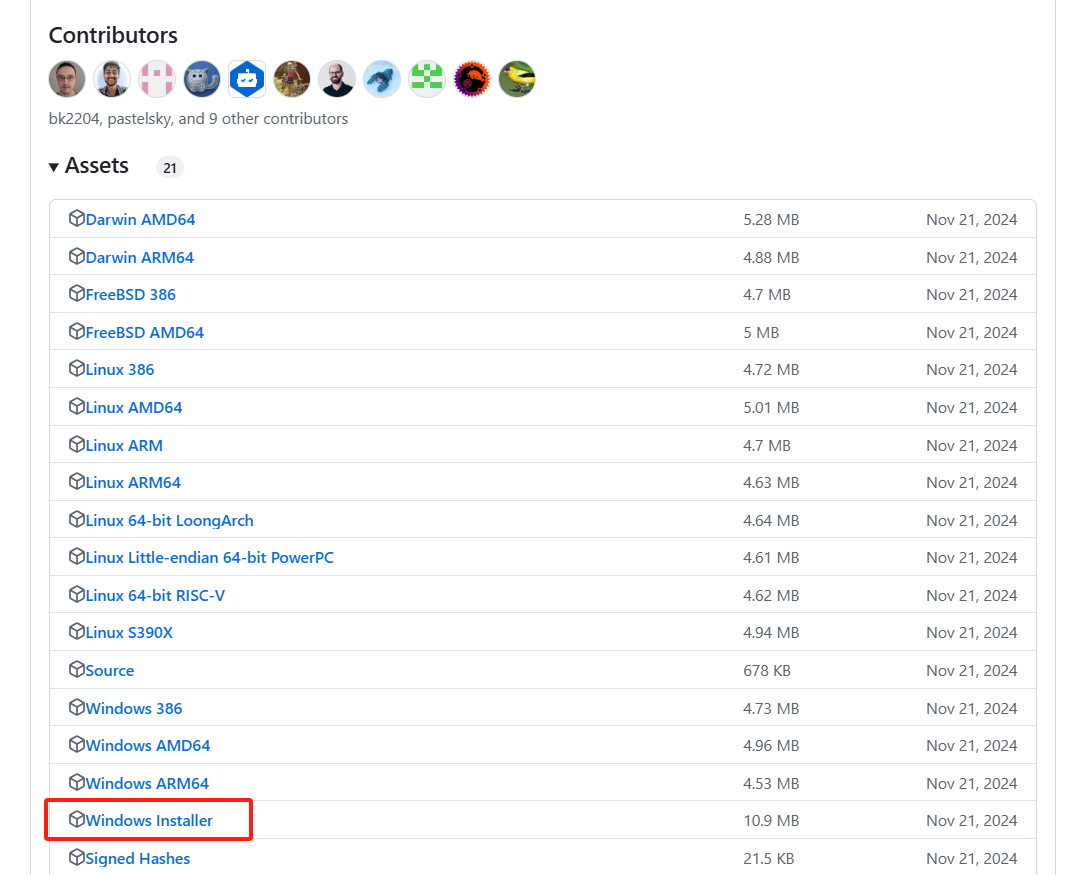 Contributors
bk2204, pastelsky, and 9 other contributors
Assets 21
Darwin AMD64 5.28 MB Nov 21, 2024
Darwin ARM64 4.88 MB Nov 21, 2024
FreeBSD 386 4.7 MB Nov 21, 2024
FreeBSD AMD64 5 MB Nov 21, 2024
Linux 386 4.72 MB Nov 21, 2024
Linux AMD64 5.01 MB Nov 21, 2024
Linux ARM 4.7 MB Nov 21, 2024
Linux ARM64 4.63 MB Nov 21, 2024
Linux 64-bit LoongArch 4.64 MB Nov 21, 2024
Linux Little-endian 64-bit PowerPC 4.61 MB Nov 21, 2024
Linux 64-bit RISC-V 4.62 MB Nov 21, 2024
Linux S390X 4.94 MB Nov 21, 2024
Source 678 KB Nov 21, 2024
Windows 386 4.73 MB Nov 21, 2024
Windows AMD64 4.96 MB Nov 21, 2024
Windows ARM64 4.53 MB Nov 21, 2024
Windows Installer 10.9 MB Nov 21, 2024
Signed Hashes 21.5 KB Nov 21, 2024